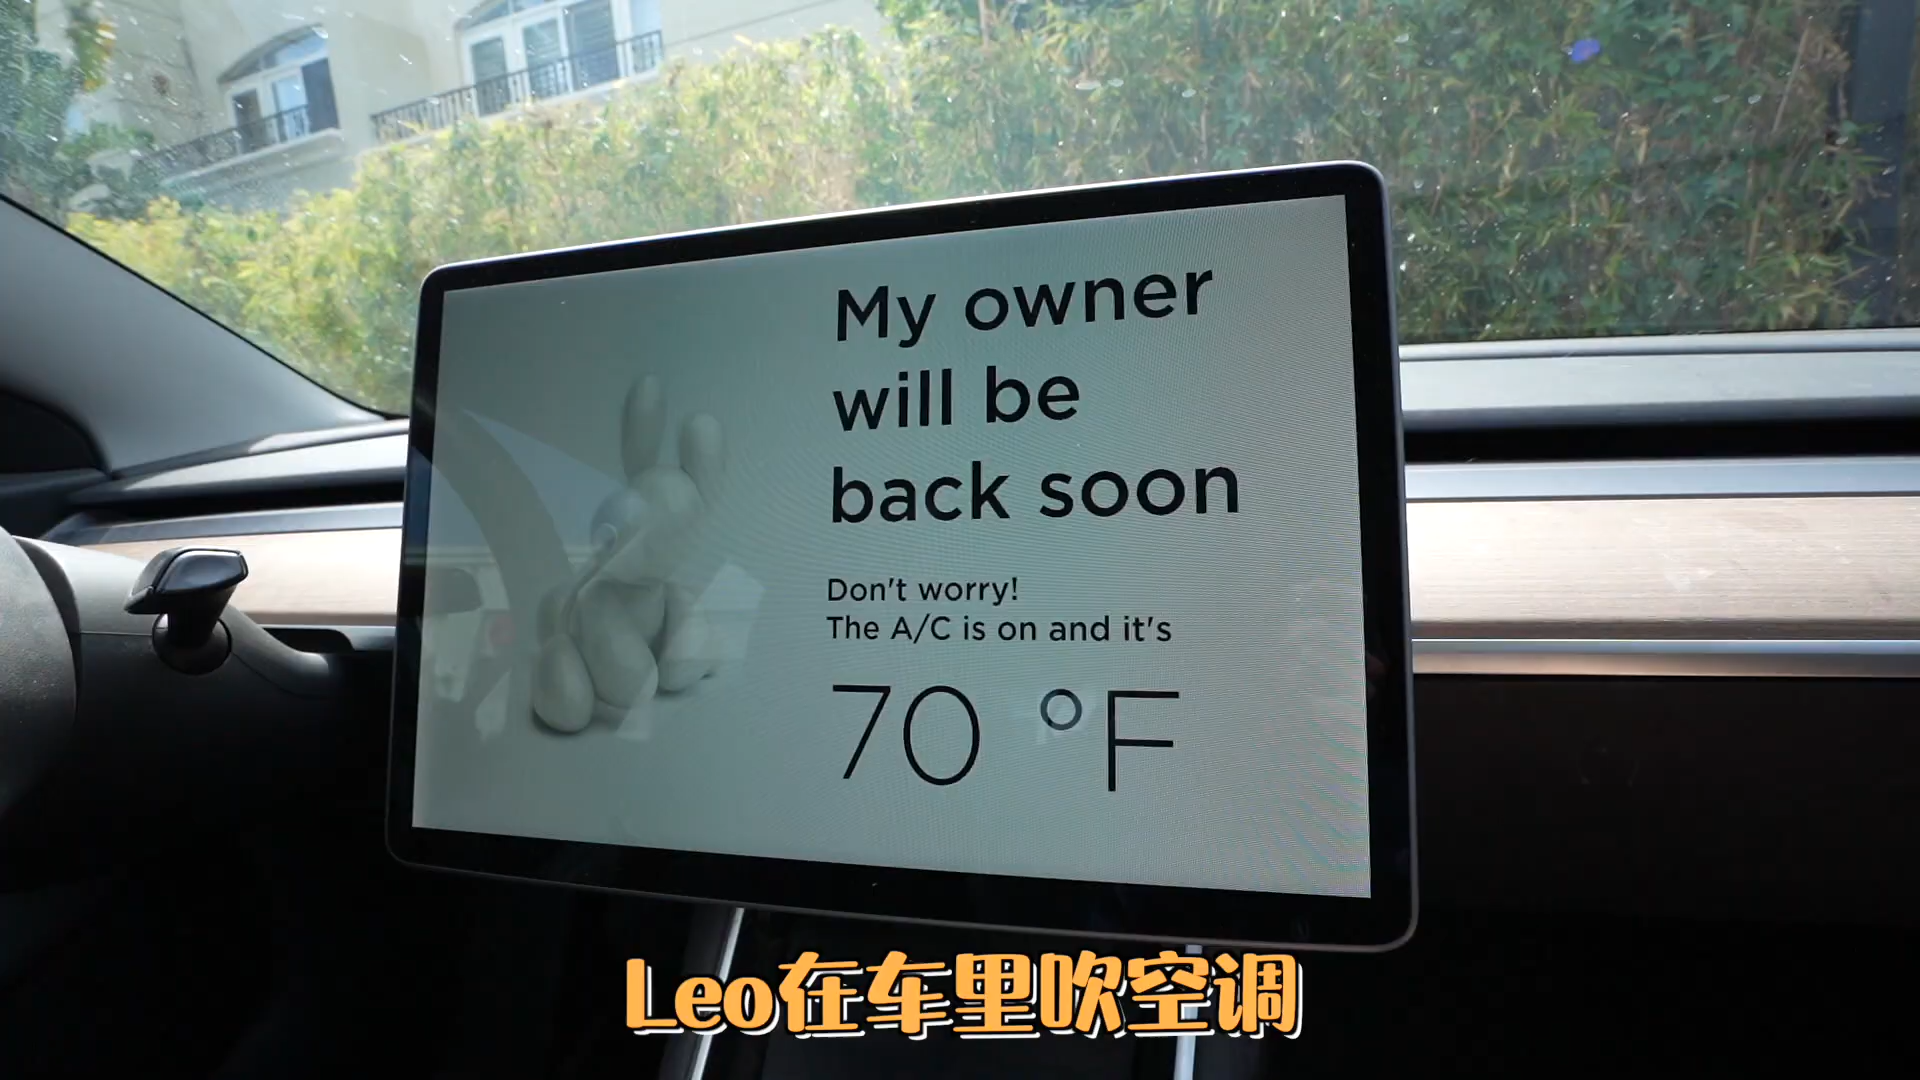 My owner
will be
back soon
Don't worry!
The A/C is on and it's
70 °F
Leo在车里吹空调